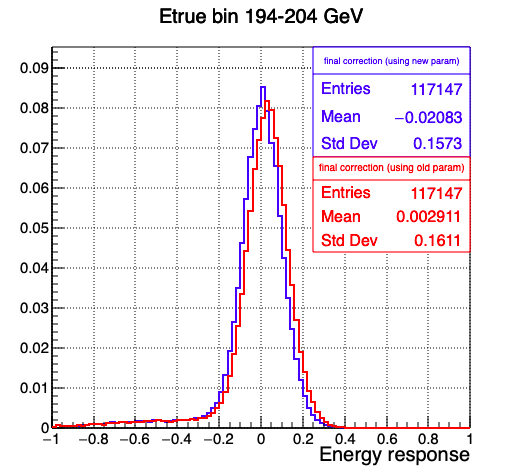 Etrue bin 194-204 GeV
final correction (using new param)
Entries 117147
Mean −0.02083
Std Dev 0.1573
final correction (using old param)
Entries 117147
Mean 0.002911
Std Dev 0.1611
0.09
0.08
0.07
0.06
0.05
0.04
0.03
0.02
0.01
0
−1 −0.8 −0.6 −0.4 −0.2 0 0.2 0.4 0.6 0.8 1
Energy response